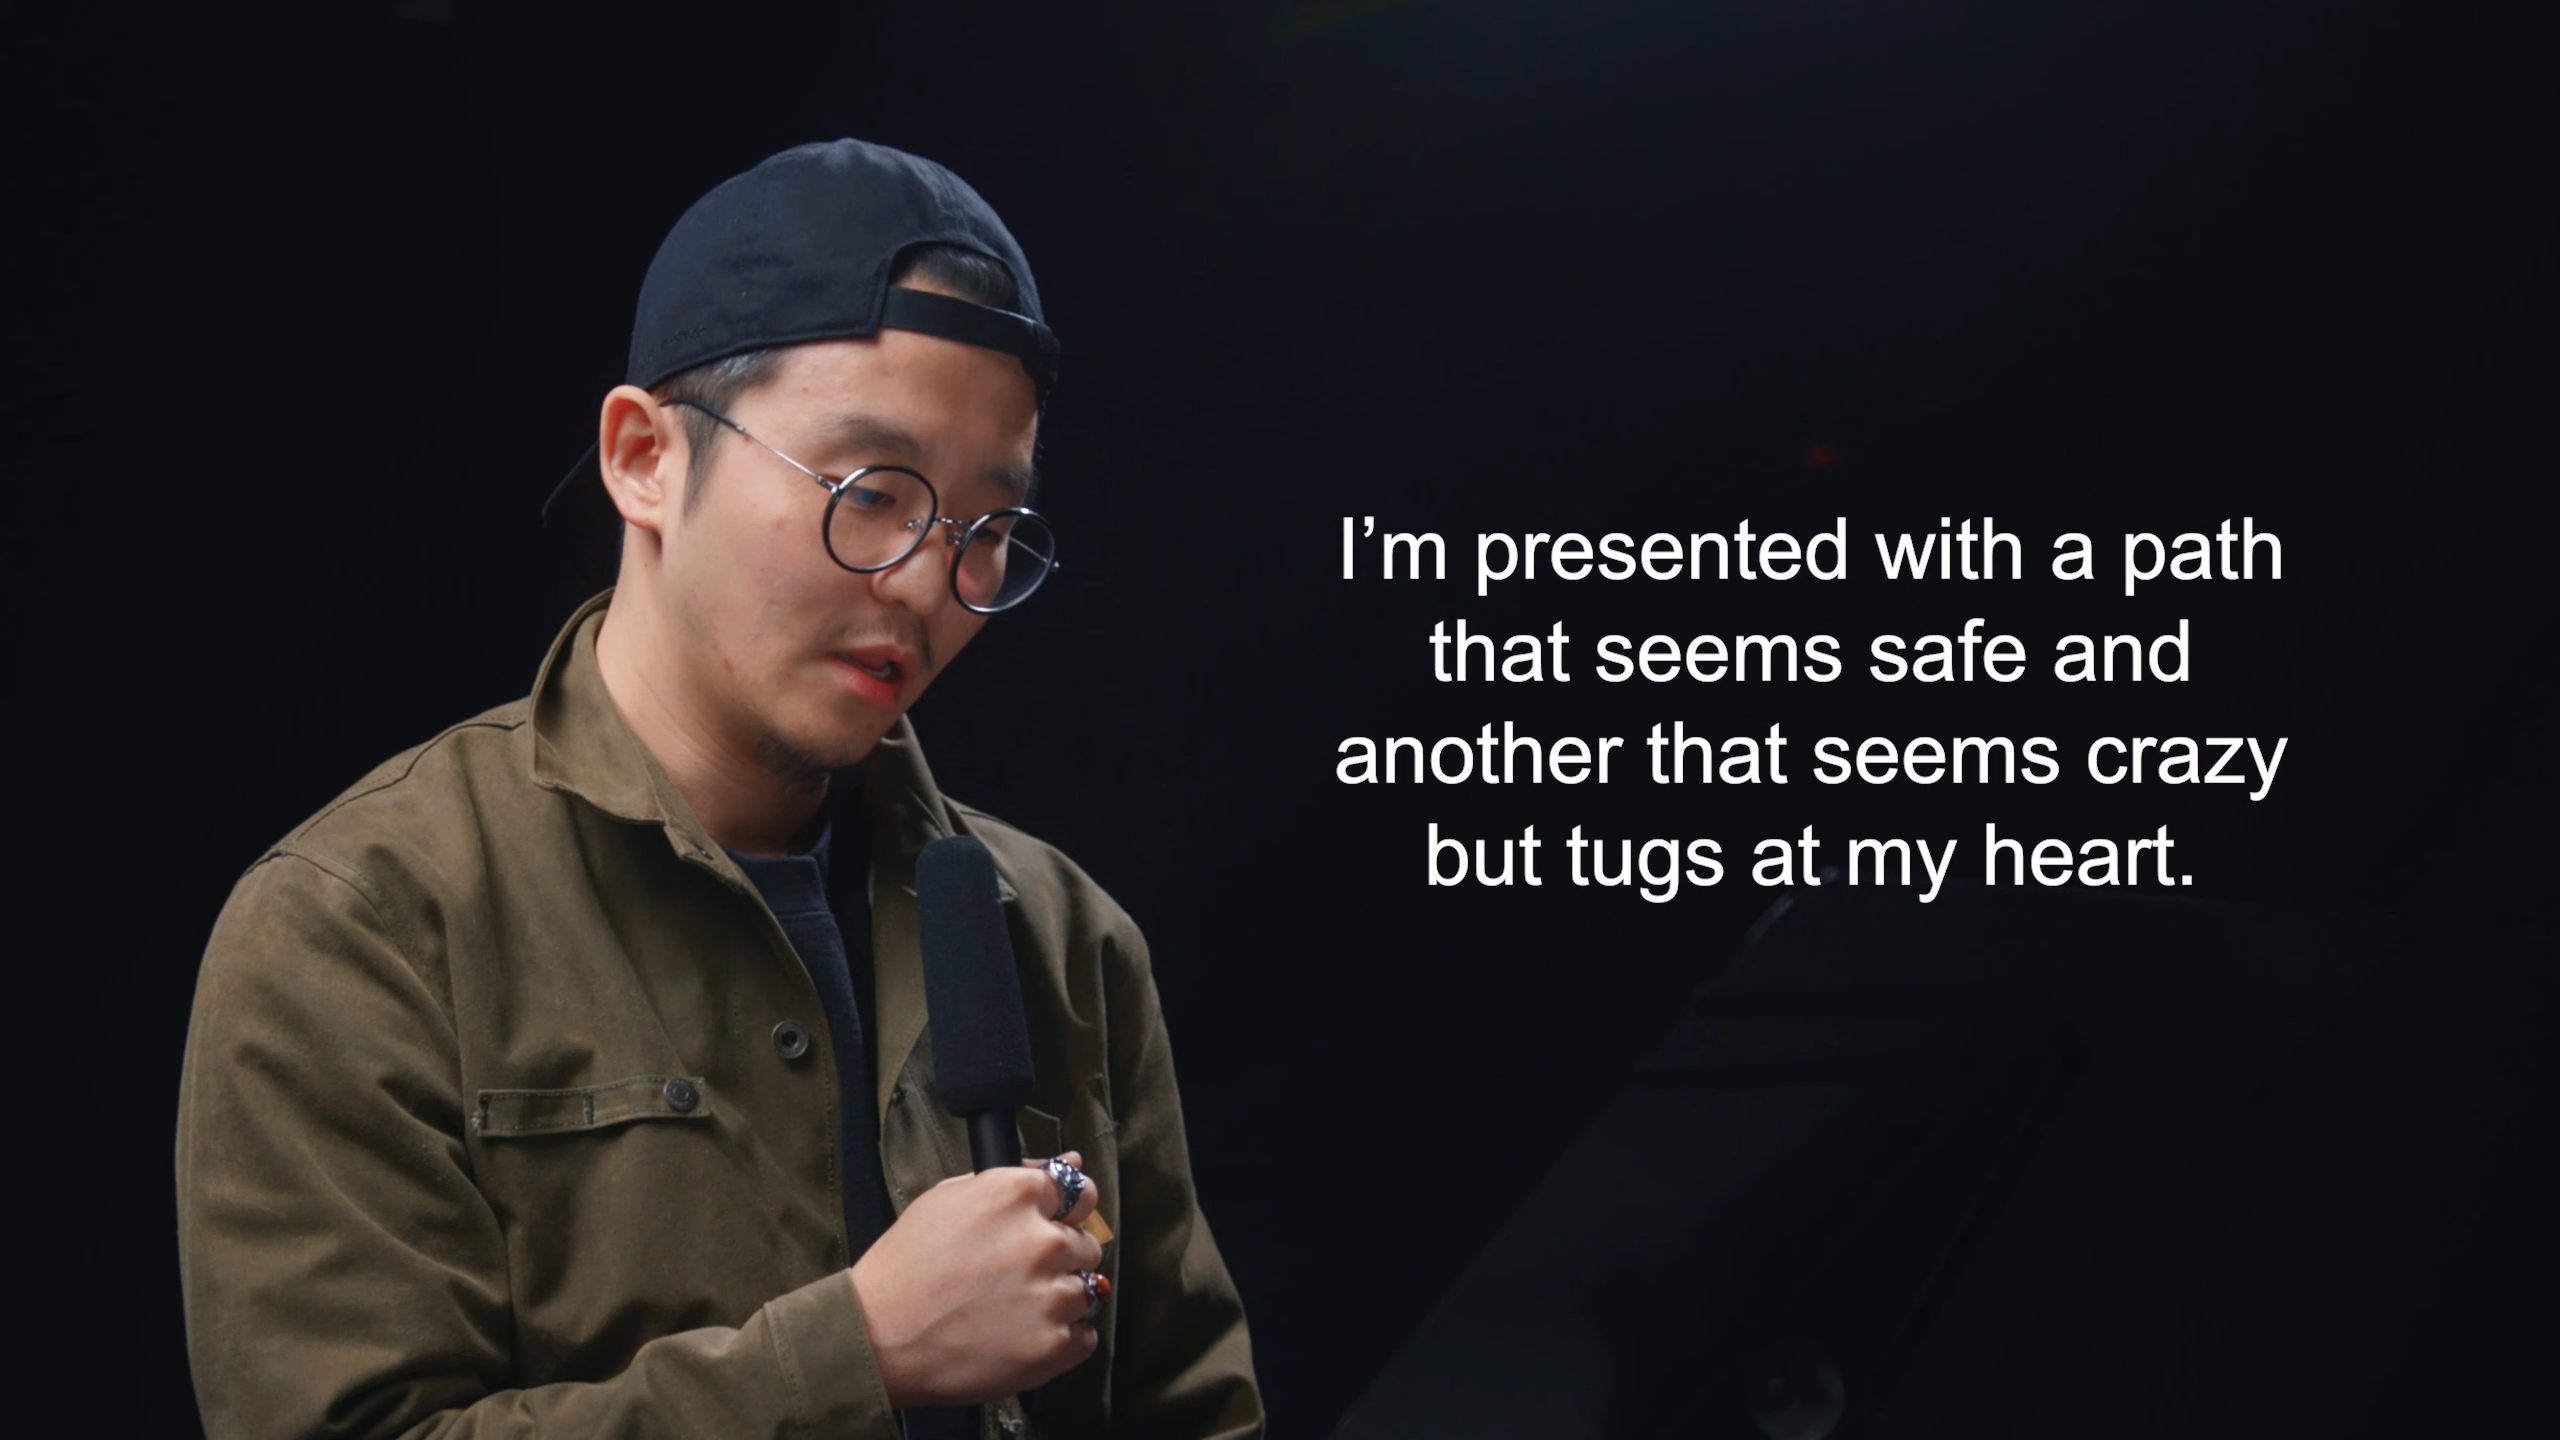 I’m presented with a path
that seems safe and
another that seems crazy
but tugs at my heart.